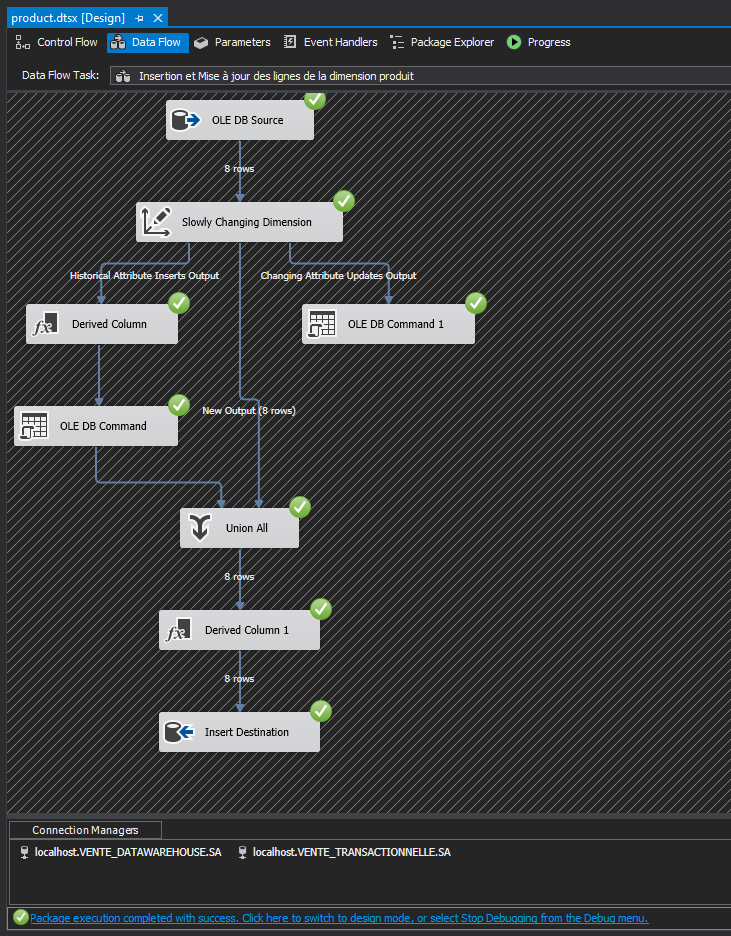 product.dtsx [Design]
Control Flow
Data Flow
Parameters
Event Handlers
Package Explorer
Progress
Data Flow Task:
Insertion et Mise à jour des lignes de la dimension produit
OLE DB Source
8 rows
Slowly Changing Dimension
Historical Attribute Inserts Output
Changing Attribute Updates Output
fx
Derived Column
OLE DB Command 1
New Output (8 rows)
OLE DB Command
Union All
8 rows
fx
Derived Column 1
8 rows
Insert Destination
Connection Managers
localhost.VENTE_DATAWAREHOUSE.SA
localhost.VENTE_TRANSACTIONNELLE.SA
Package execution completed with success. Click here to switch to design mode, or select Stop Debugging from the Debug menu.